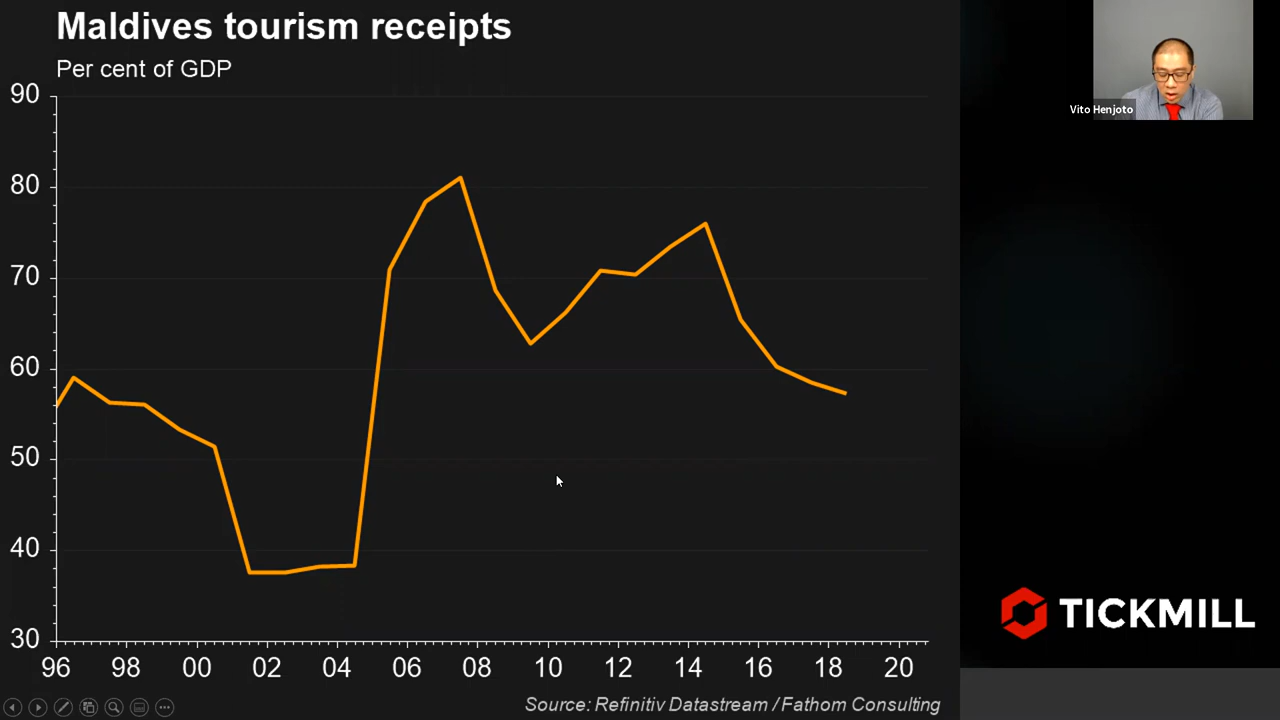 Maldives tourism receipts
Per cent of GDP
90
80
70
60
50
40
30
96 98 00 02 04 06 08 10 12 14 16 18 20
Source: Refinitiv Datastream / Fathom Consulting
Vito Henjoto
TICKMILL